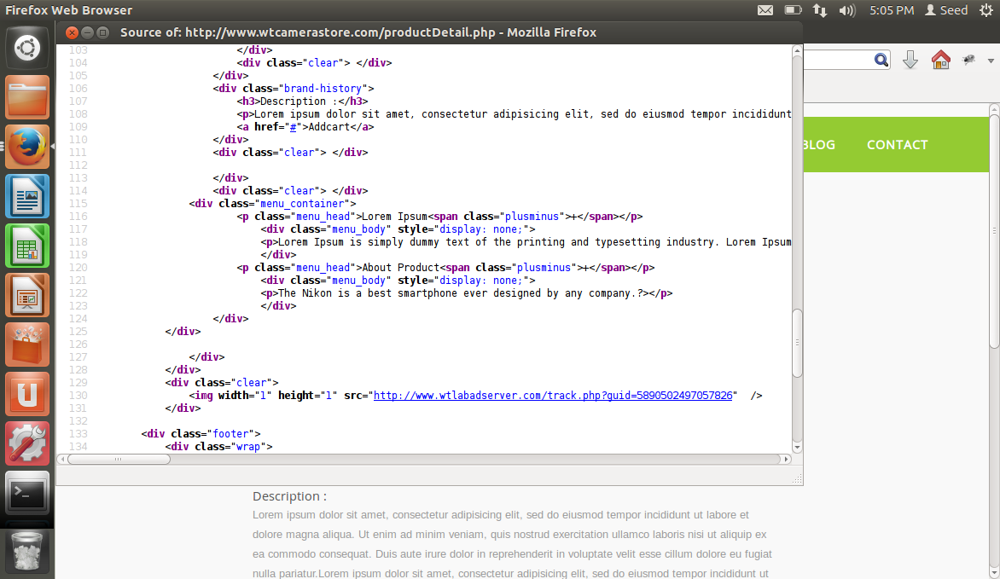 Firefox Web Browser
5:05 PM Seed
Source of: http://www.wtcamerastore.com/productDetail.php - Mozilla Firefox
103 </div>
104 <div class="clear"> </div>
105 </div>
106 <div class="brand-history">
107 <h3>Description :</h3>
108 <p>Lorem ipsum dolor sit amet, consectetur adipisicing elit, sed do eiusmod tempor incididunt
109 <a href="#">Addcart</a>
110 </div>
111 <div class="clear"> </div>
112
113 </div>
114 <div class="clear"> </div>
115 <div class="menu_container">
116 <p class="menu_head">Lorem Ipsum<span class="plusminus">+</span></p>
117 <div class="menu_body" style="display: none;">
118 <p>Lorem Ipsum is simply dummy text of the printing and typesetting industry. Lorem Ipsum
119 </div>
120 <p class="menu_head">About Product<span class="plusminus">+</span></p>
121 <div class="menu_body" style="display: none;">
122 <p>The Nikon is a best smartphone ever designed by any company.?></p>
123 </div>
124 </div>
125 </div>
126
127 </div>
128 </div>
129 <div class="clear">
130 <img width="1" height="1" src="http://www.wtlabadserver.com/track.php?guid=5890502497057826" />
131 </div>
132
133 <div class="footer">
134 <div class="wrap">
BLOG CONTACT
Description :
Lorem ipsum dolor sit amet, consectetur adipisicing elit, sed do eiusmod tempor incididunt ut labore et
dolore magna aliqua. Ut enim ad minim veniam, quis nostrud exercitation ullamco laboris nisi ut aliquip ex
ea commodo consequat. Duis aute irure dolor in reprehenderit in voluptate velit esse cillum dolore eu fugiat
nulla pariatur.Lorem ipsum dolor sit amet, consectetur adipisicing elit, sed do eiusmod tempor incididunt ut